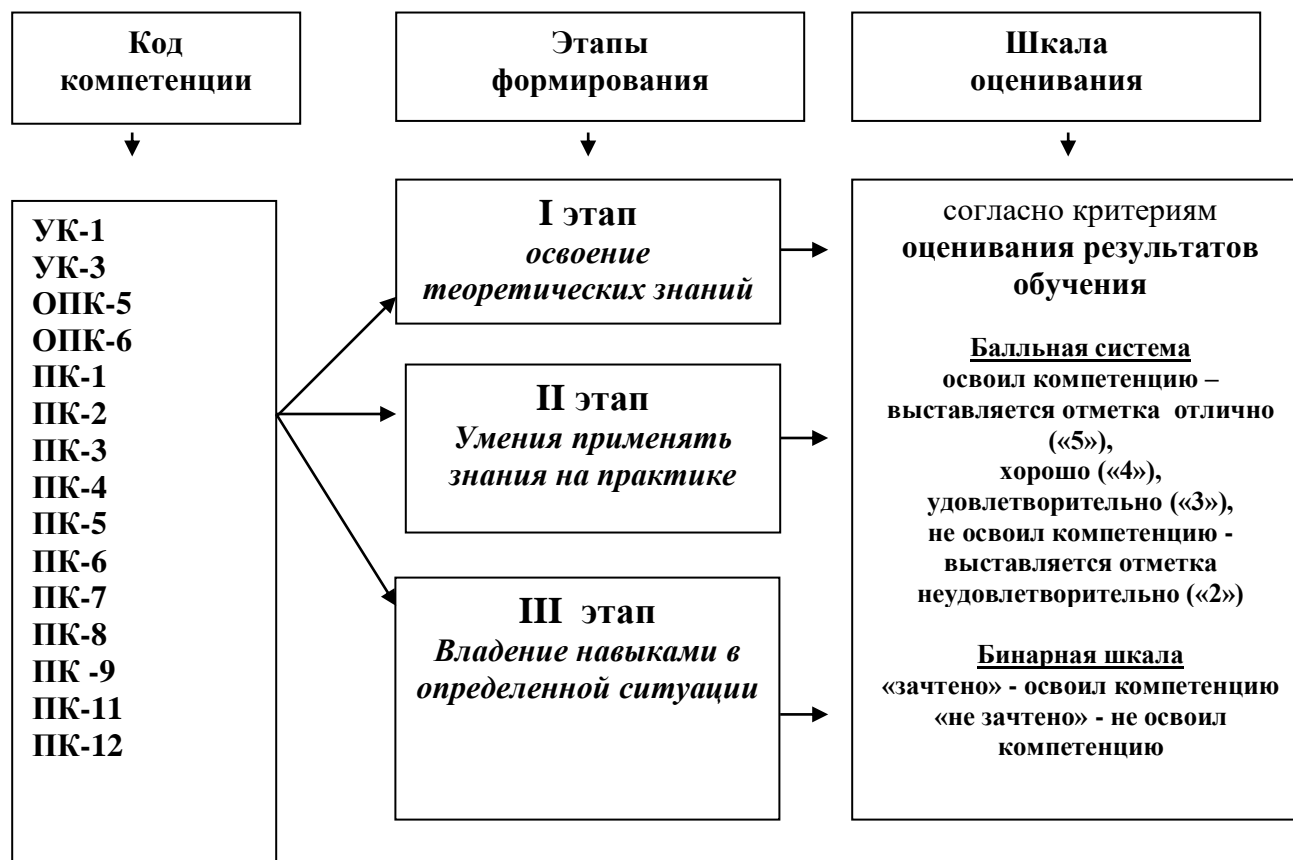 Код
компетенции
Этапы
формирования
Шкала
оценивания
УК-1
УК-3
ОПК-5
ОПК-6
ПК-1
ПК-2
ПК-3
ПК-4
ПК-5
ПК-6
ПК-7
ПК-8
ПК -9
ПК-11
ПК-12
I этап
освоение
теоретических знаний
II этап
Умения применять
знания на практике
III этап
Владение навыками в
определенной ситуации
согласно критериям
оценивания результатов
обучения
Балльная система
освоил компетенцию –
выставляется отметка отлично
(«5»),
хорошо («4»),
удовлетворительно («3»),
не освоил компетенцию -
выставляется отметка
неудовлетворительно («2»)
Бинарная шкала
«зачтено» - освоил компетенцию
«не зачтено» - не освоил
компетенцию